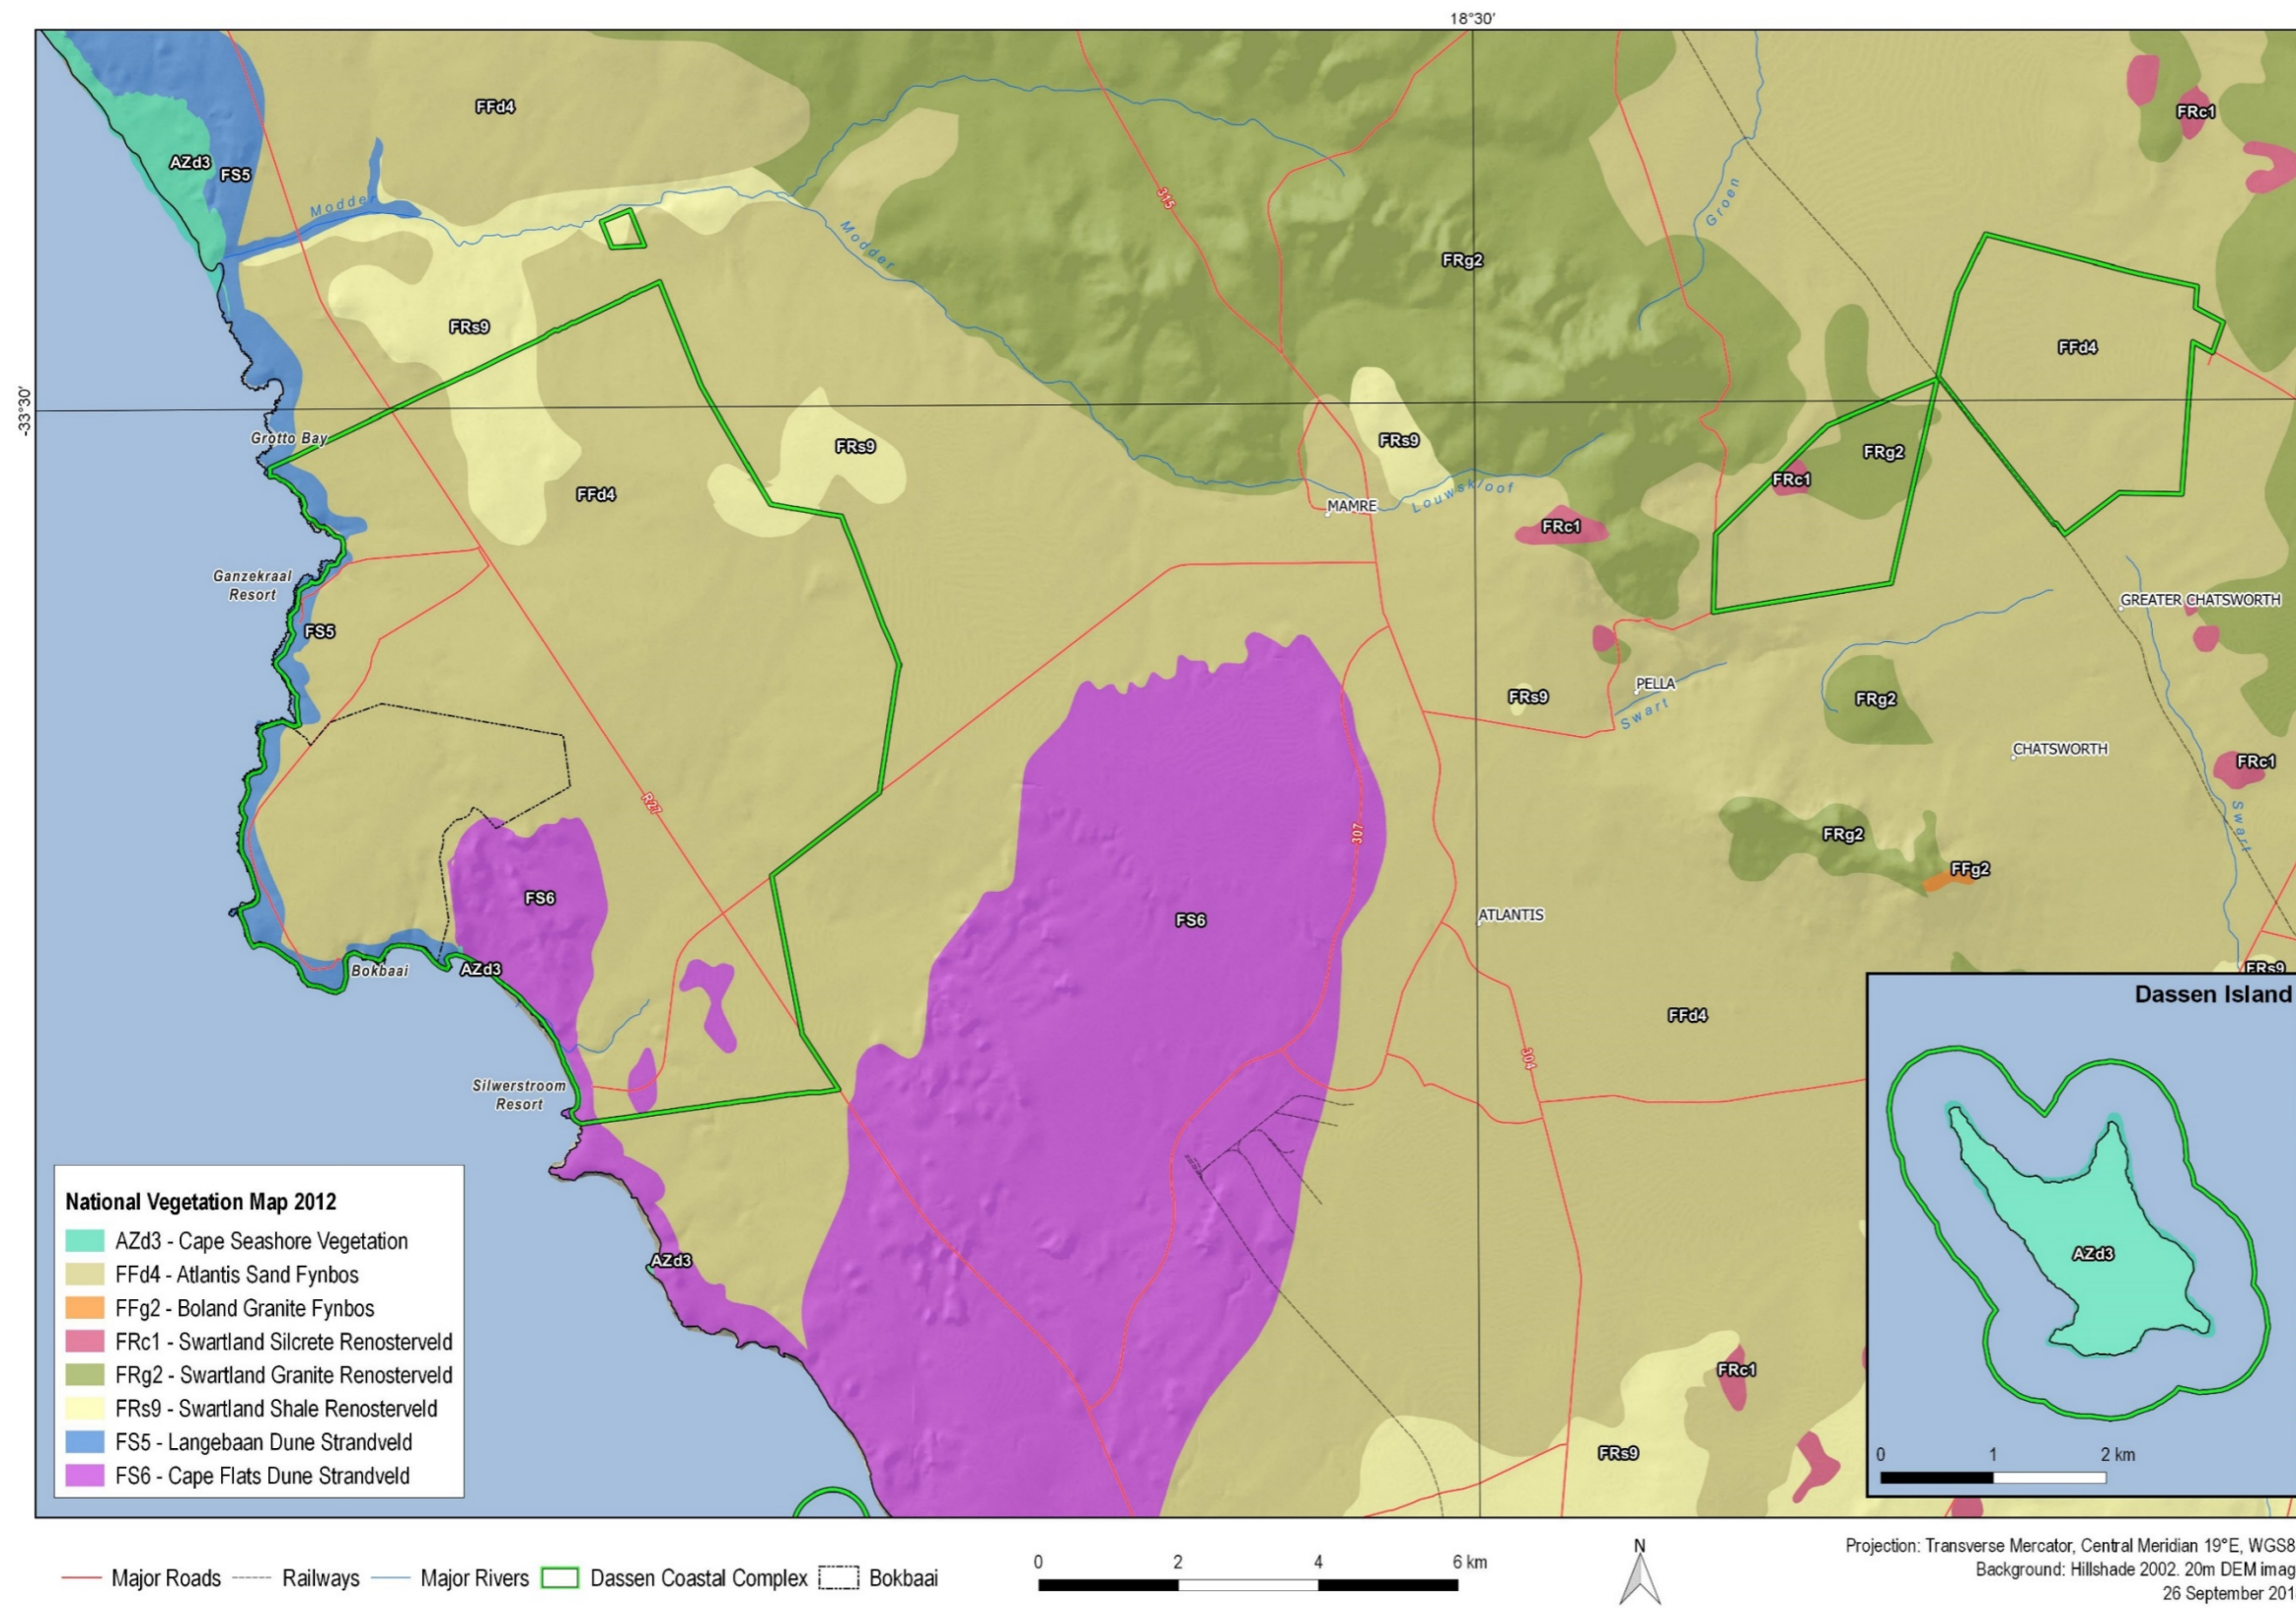 18°30'
-33°30'
FFd4
FRc1
AZd3
FS5
Modder
315
Groen
Modder
FRg2
FRs9
FFd4
Grotto Bay
FRs9
FRs9
FRg2
FRc1
FFd4
Louwskloof
MAMRE
FRc1
Ganzekraal
Resort
GREATER CHATSWORTH
FS5
PELLA
FRs9
FRg2
Swart
CHATSWORTH
FRc1
R27
307
FRg2
Swart
FFg2
FS6
FS6
ATLANTIS
Bokbaai
AZd3
FRs9
FFd4
304
Silwerstroom
Resort
AZd3
FRc1
FRs9
Dassen Island
AZd3
0 1 2 km
National Vegetation Map 2012
AZd3 - Cape Seashore Vegetation
FFd4 - Atlantis Sand Fynbos
FFg2 - Boland Granite Fynbos
FRc1 - Swartland Silcrete Renosterveld
FRg2 - Swartland Granite Renosterveld
FRs9 - Swartland Shale Renosterveld
FS5 - Langebaan Dune Strandveld
FS6 - Cape Flats Dune Strandveld
Major Roads Railways Major Rivers Dassen Coastal Complex Bokbaai
0 2 4 6 km
N
Projection: Transverse Mercator, Central Meridian 19°E, WGS8
Background: Hillshade 2002. 20m DEM imag
26 September 201